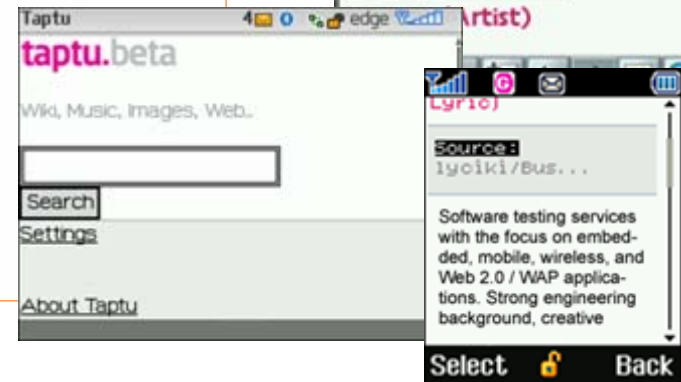 Taptu 4 edge
Artist)
taptu.beta
Wiki, Music, Images, Web..
Search
Settings
About Taptu
G
Lyric)
Source:
lyciki/Bus...
Software testing services
with the focus on embed-
ded, mobile, wireless, and
Web 2.0 / WAP applica-
tions. Strong engineering
background, creative
Select Back